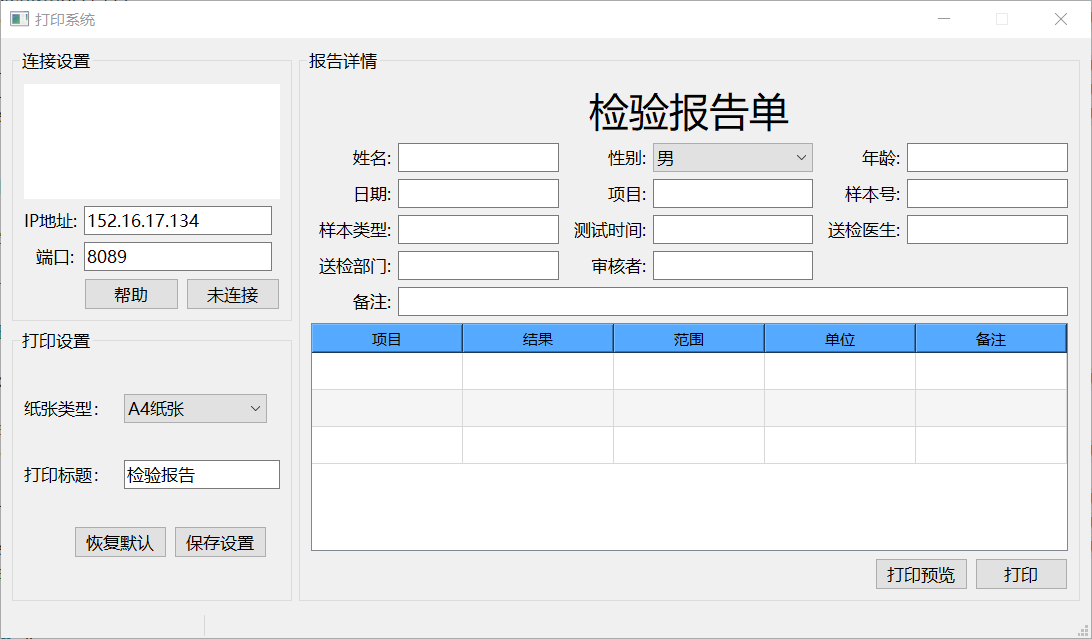 打印系统
连接设置
IP地址: 152.16.17.134
端口: 8089
帮助 未连接
打印设置
纸张类型： A4纸张
打印标题： 检验报告
恢复默认 保存设置
报告详情
检验报告单
姓名: 性别: 男 年龄:
日期: 项目: 样本号:
样本类型: 测试时间: 送检医生:
送检部门: 审核者:
备注:
项目 结果 范围 单位 备注
打印预览 打印